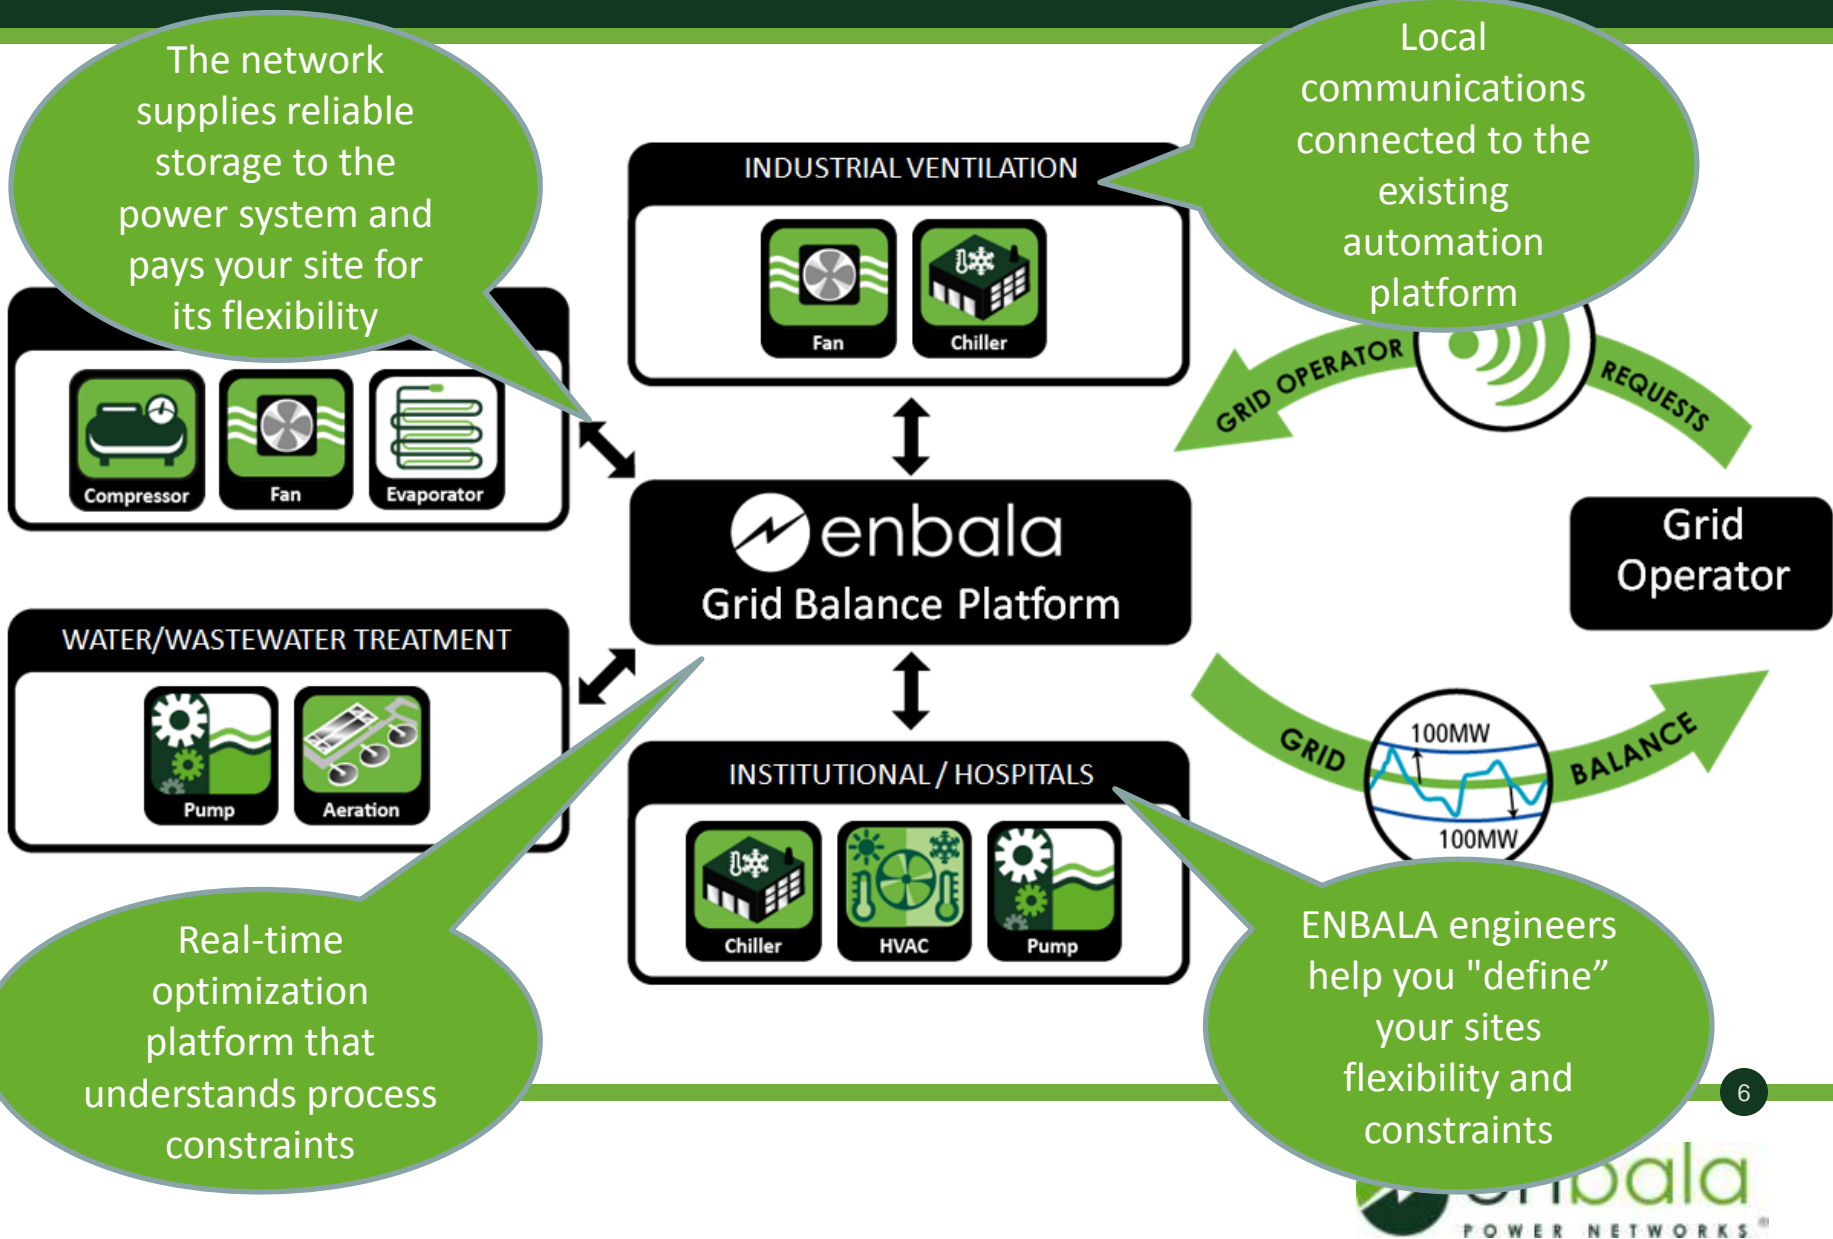 The network
supplies reliable
storage to the
power system and
pays your site for
its flexibility
Local
communications
connected to the
existing
automation
platform
INDUSTRIAL VENTILATION
Fan
Chiller
Compressor
Fan
Evaporator
GRID OPERATOR
REQUESTS
enbala
Grid Balance Platform
Grid
Operator
WATER/WASTEWATER TREATMENT
Pump
Aeration
GRID
100MW
100MW
BALANCE
INSTITUTIONAL / HOSPITALS
Chiller
HVAC
Pump
Real-time
optimization
platform that
understands process
constraints
ENBALA engineers
help you "define”
your sites
flexibility and
constraints
6
enbala
POWER NETWORKS